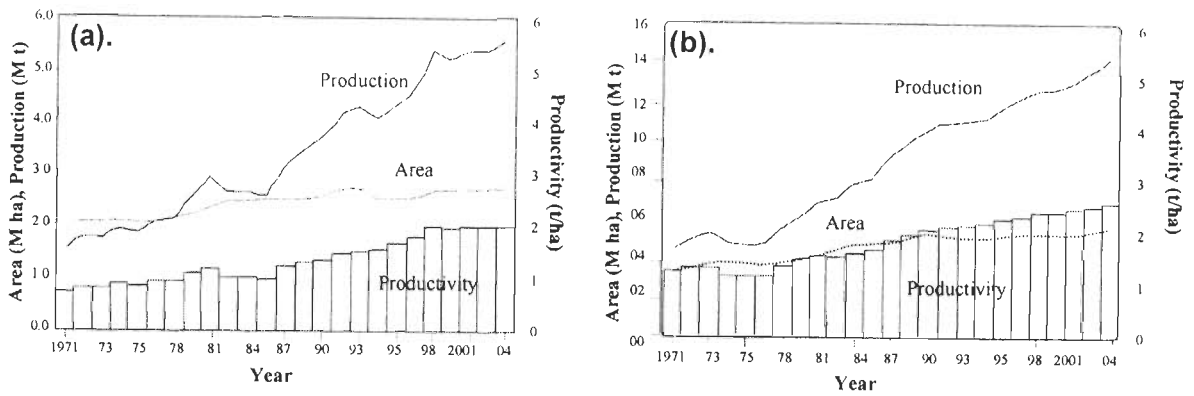 (a).
Area (M ha), Production (M t)
6.0
5.0
4.0
3.0
2.0
1.0
0.0
Production
Area
Productivity
6
5
4
3
2
1
0
Productivity (t/ha)
1971 73 75 78 81 84 87 90 93 95 98 2001 04
Year
(b).
Area (M ha), Production (M t)
16
14
12
10
08
06
04
02
00
Production
Area
Productivity
6
5
4
3
2
1
0
Productivity (t/ha)
1971 73 75 78 81 84 87 90 93 95 98 2001 04
Year